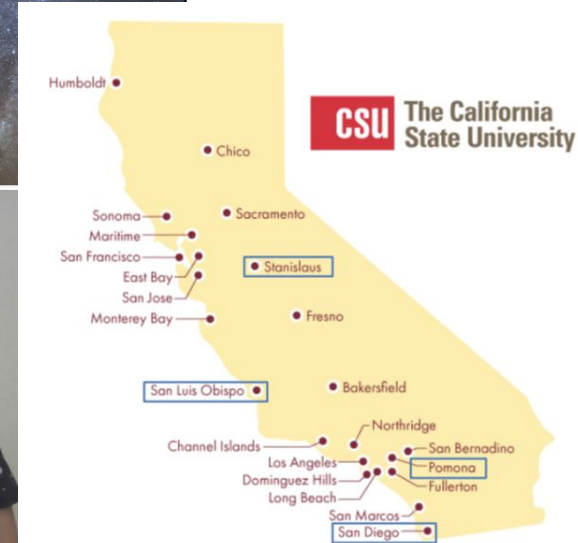 Humboldt
CSU The California
State University
Chico
Sonoma
Sacramento
Maritime
San Francisco
Stanislaus
East Bay
San Jose
Monterey Bay
Fresno
San Luis Obispo
Bakersfield
Northridge
Channel Islands
San Bernadino
Los Angeles
Pomona
Dominguez Hills
Fullerton
Long Beach
San Marcos
San Diego